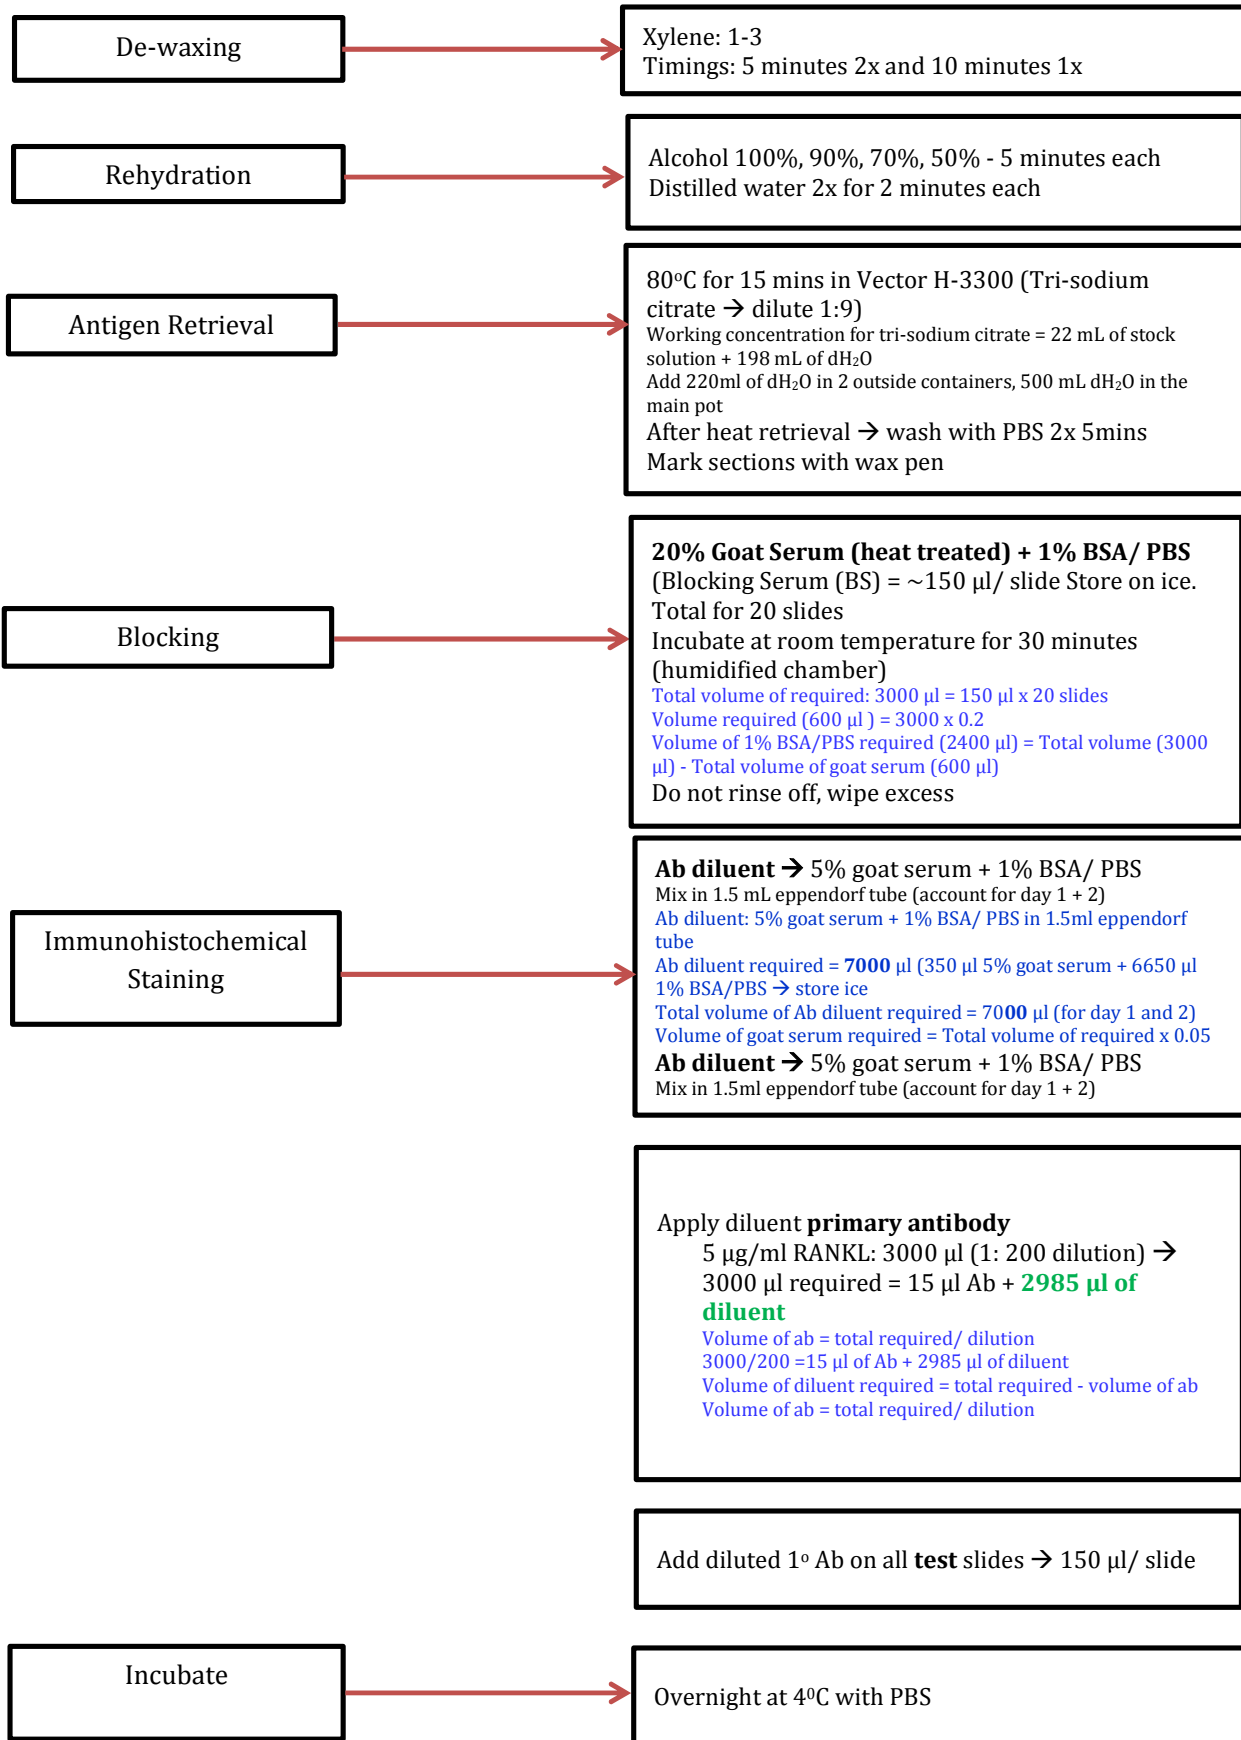 De-waxing
Xylene: 1-3
Timings: 5 minutes 2x and 10 minutes 1x
Rehydration
Alcohol 100%, 90%, 70%, 50% - 5 minutes each
Distilled water 2x for 2 minutes each
Antigen Retrieval
80°C for 15 mins in Vector H-3300 (Tri-sodium
citrate → dilute 1:9)
Working concentration for tri-sodium citrate = 22 mL of stock
solution + 198 mL of dH₂O
Add 220ml of dH₂O in 2 outside containers, 500 mL dH₂O in the
main pot
After heat retrieval → wash with PBS 2x 5mins
Mark sections with wax pen
Blocking
20% Goat Serum (heat treated) + 1% BSA/ PBS
(Blocking Serum (BS) = ~150 µl/ slide Store on ice.
Total for 20 slides
Incubate at room temperature for 30 minutes
(humidified chamber)
Total volume of required: 3000 µl = 150 µl x 20 slides
Volume required (600 µl ) = 3000 x 0.2
Volume of 1% BSA/PBS required (2400 µl) = Total volume (3000
µl) - Total volume of goat serum (600 µl)
Do not rinse off, wipe excess
Immunohistochemical
Staining
Ab diluent → 5% goat serum + 1% BSA/ PBS
Mix in 1.5 mL eppendorf tube (account for day 1 + 2)
Ab diluent: 5% goat serum + 1% BSA/ PBS in 1.5ml eppendorf
tube
Ab diluent required = 7000 µl (350 µl 5% goat serum + 6650 µl
1% BSA/PBS → store ice
Total volume of Ab diluent required = 7000 µl (for day 1 and 2)
Volume of goat serum required = Total volume of required x 0.05
Ab diluent → 5% goat serum + 1% BSA/ PBS
Mix in 1.5ml eppendorf tube (account for day 1 + 2)
Apply diluent primary antibody
5 µg/ml RANKL: 3000 µl (1: 200 dilution) →
3000 µl required = 15 µl Ab + 2985 µl of
diluent
Volume of ab = total required/ dilution
3000/200 =15 µl of Ab + 2985 µl of diluent
Volume of diluent required = total required - volume of ab
Volume of ab = total required/ dilution
Add diluted 1° Ab on all test slides → 150 µl/ slide
Incubate
Overnight at 4⁰C with PBS